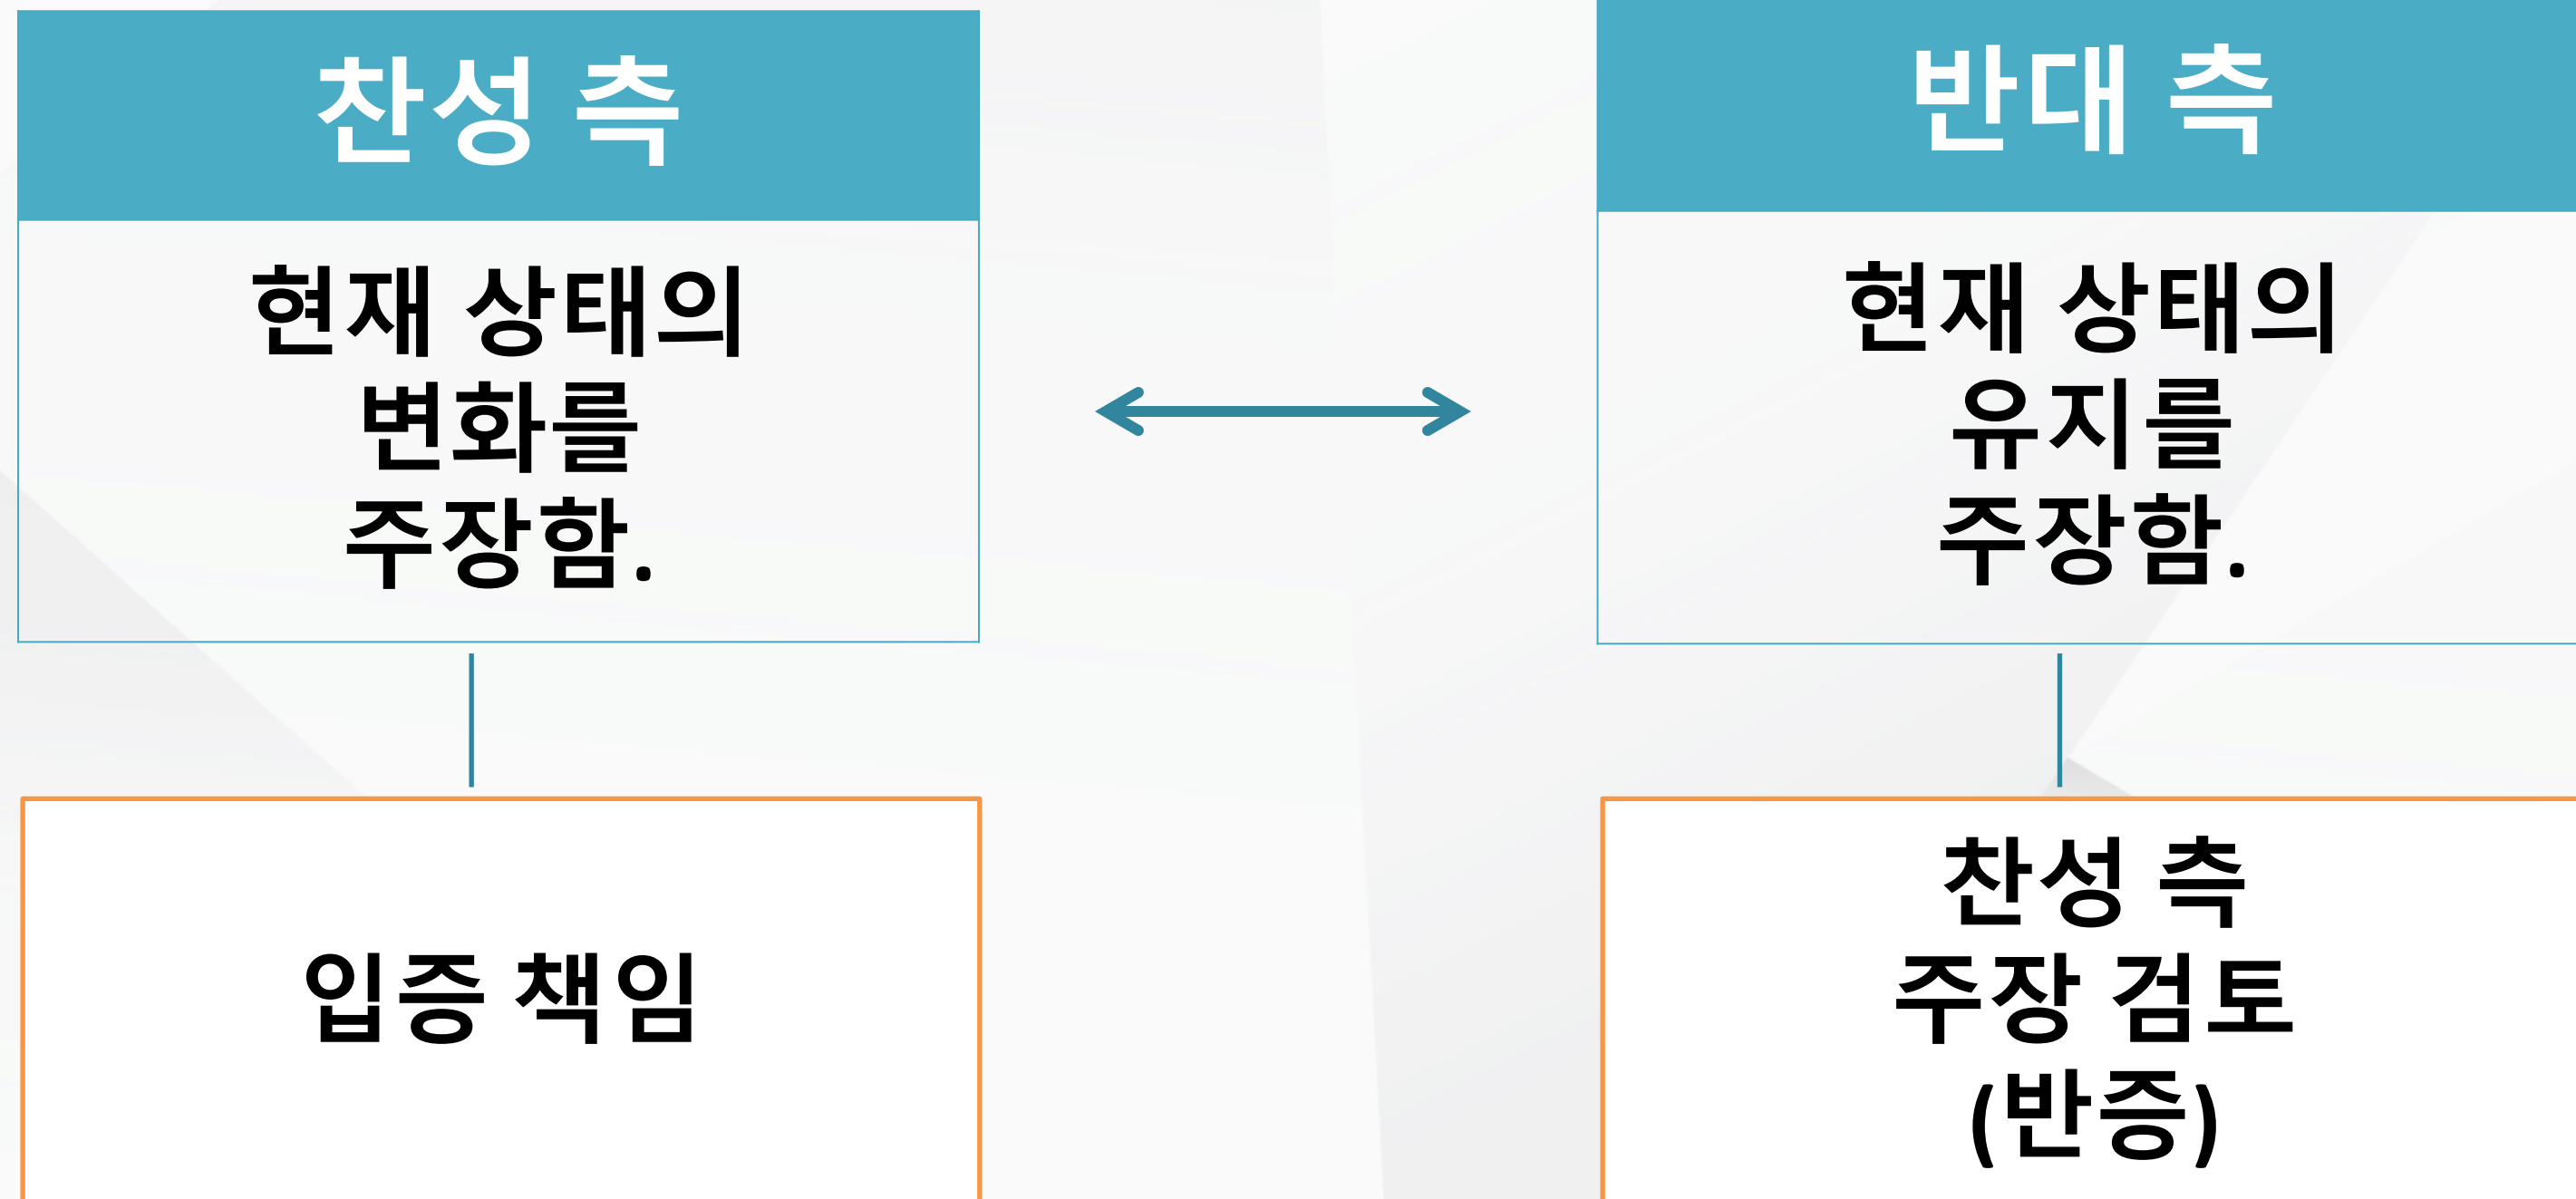 찬성 측
현재 상태의
변화를
주장함.
입증 책임
반대 측
현재 상태의
유지를
주장함.
찬성 측
주장 검토
(반증)